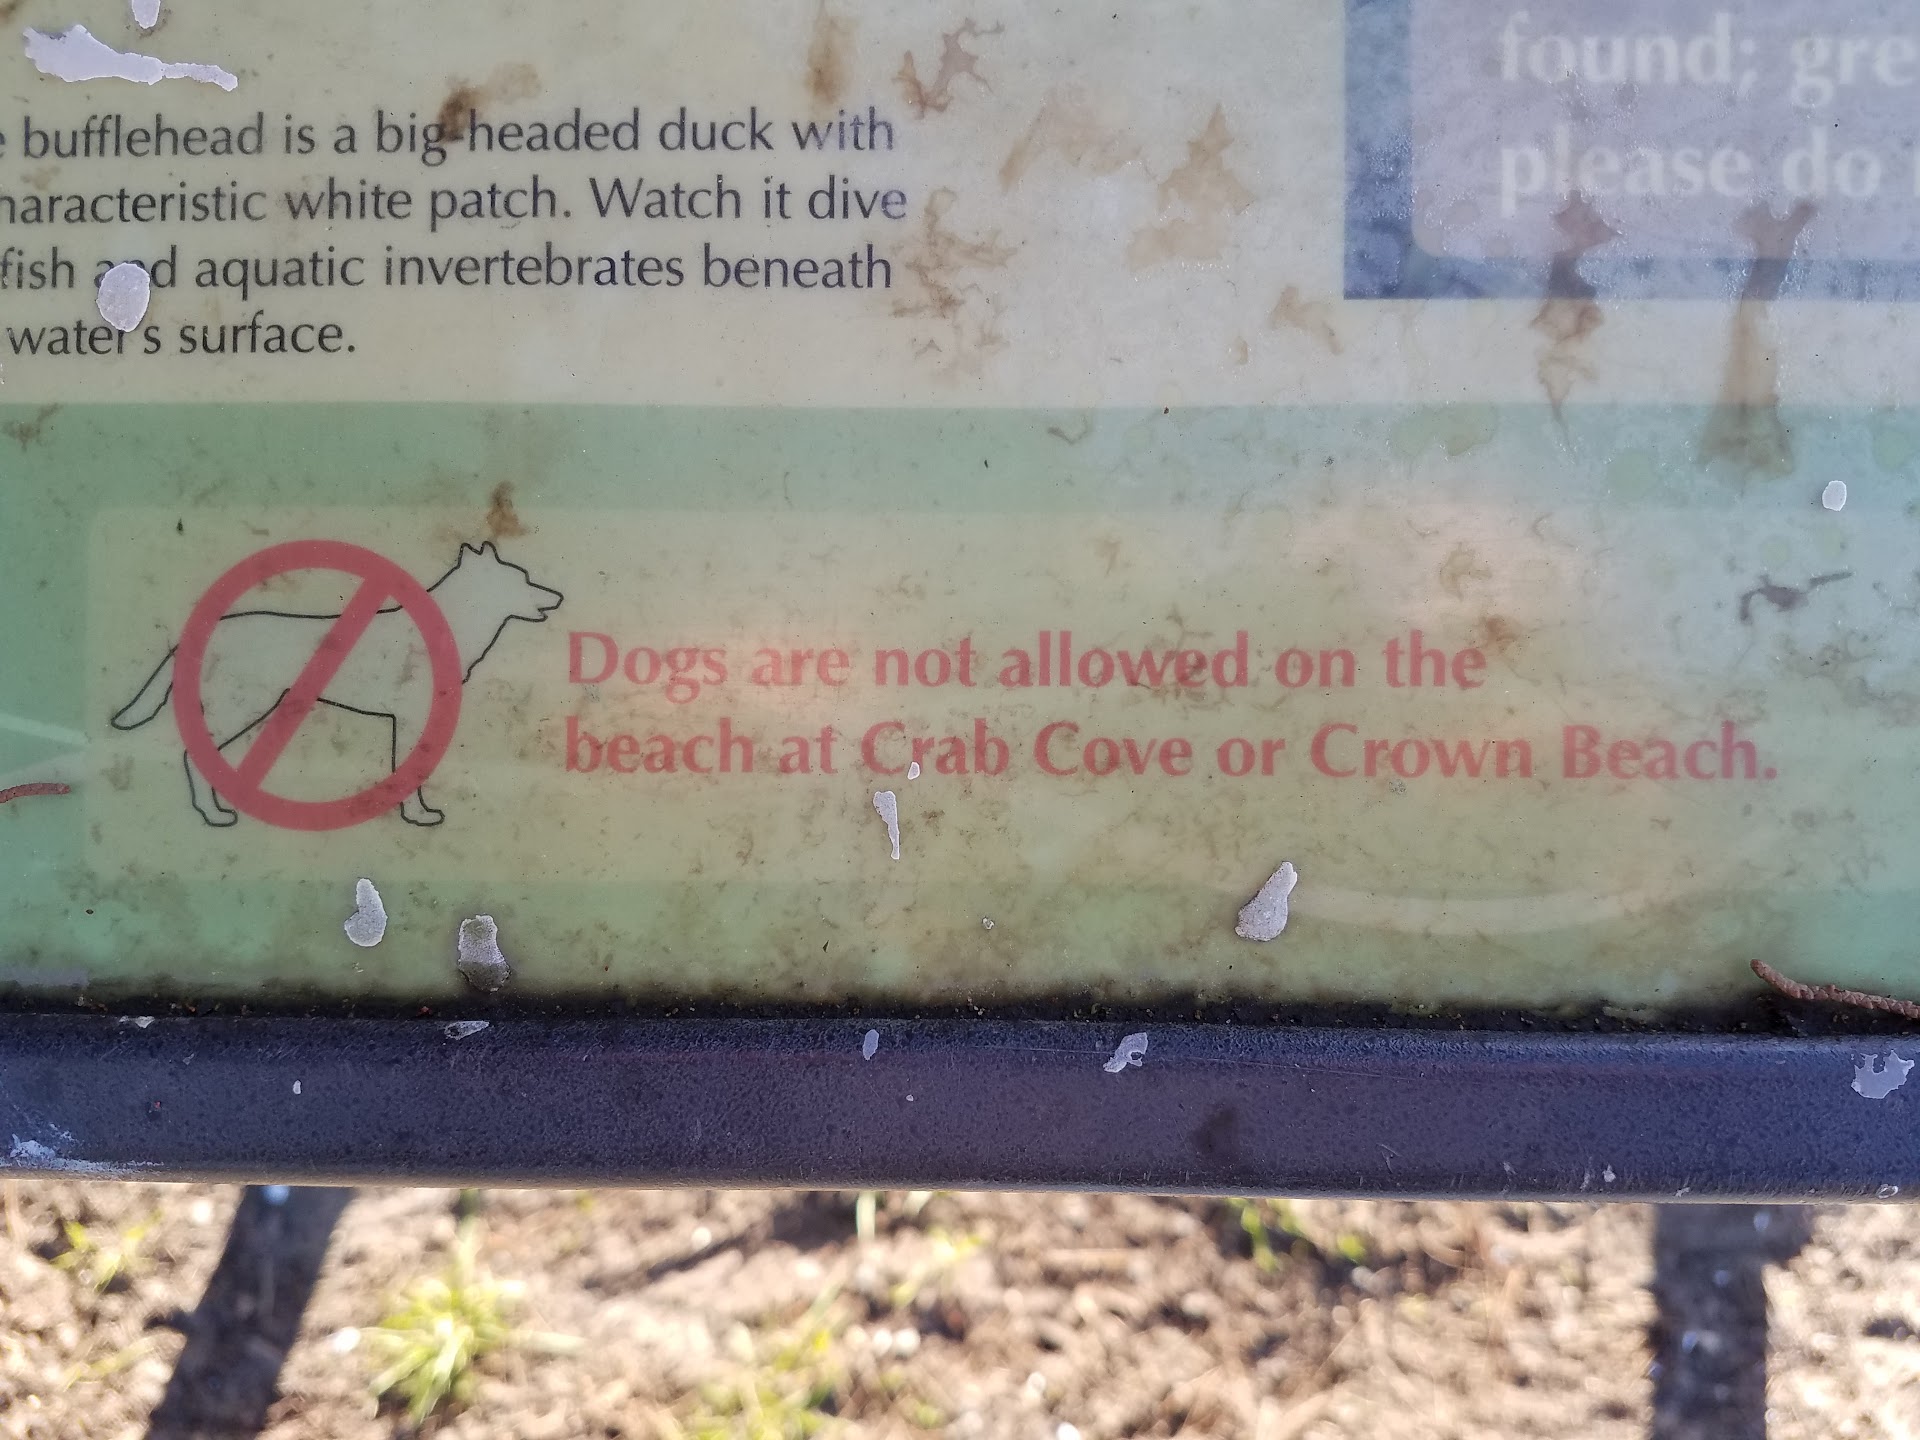 bufflehead is a big-headed duck with
characteristic white patch. Watch it dive
fish and aquatic invertebrates beneath
water's surface.
found;
please do
Dogs are not allowed on the
beach at Crab Cove or Crown Beach.